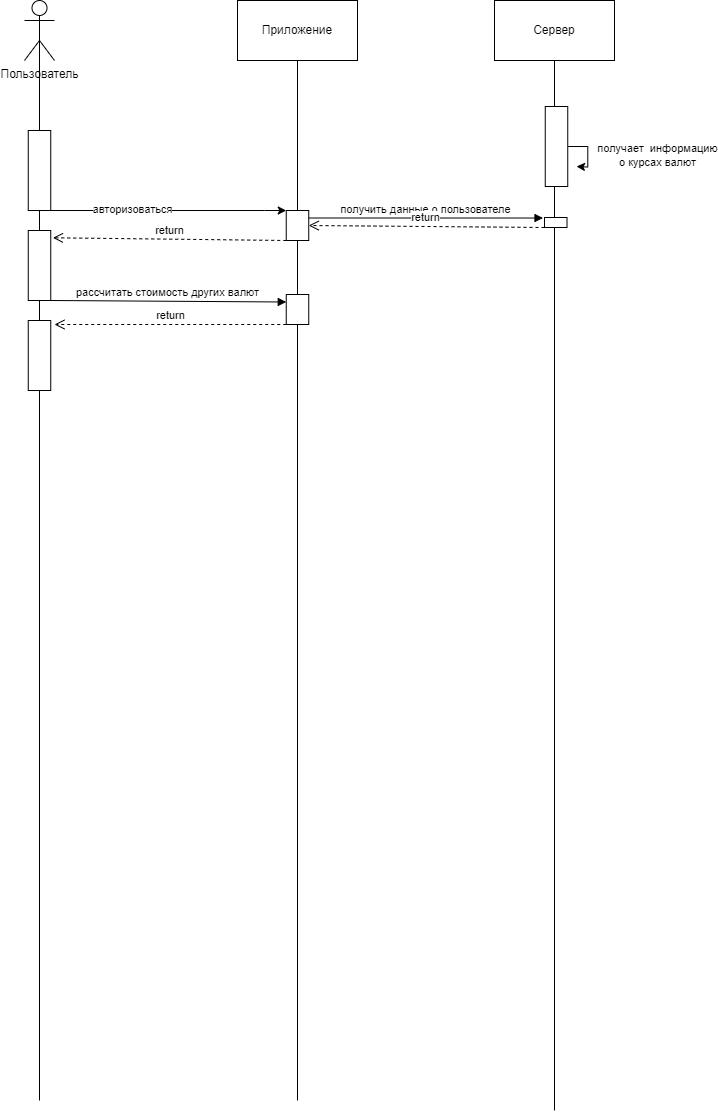 Пользователь
Приложение
Сервер
получает информацию
о курсах валют
авторизоваться
получить данные о пользователе
return
return
рассчитать стоимость других валют
return